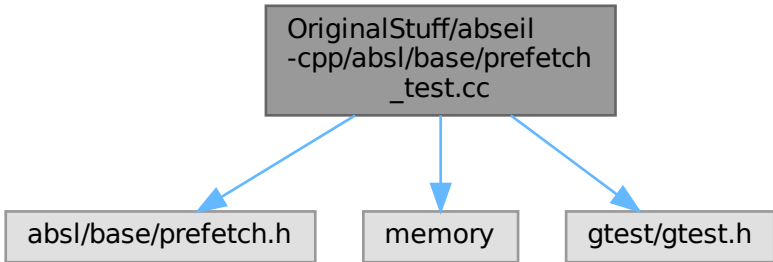 OriginalStuff/abseil
-cpp/absl/base/prefetch
_test.cc
absl/base/prefetch.h
memory
gtest/gtest.h